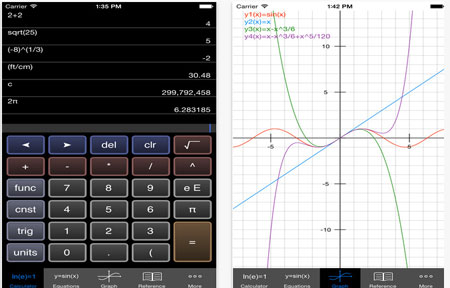 Carrier 1:35 PM
2+2
4
sqrt(25)
5
(-8)^(1/3)
-2
(ft/cm)
30.48
c
299,792,458
2π
6.283185
del clr √
+ - * / ^
func 7 8 9 e E
cnst 4 5 6 π
trig 1 2 3 =
units 0 . , (
ln(e)=1 y=sin(x)
Calculator Equations Graph Reference More
Carrier 1:42 PM
y1(x)=sin(x)
y2(x)=x
y3(x)=x-x^3/6
y4(x)=x-x^3/6+x^5/120
10
5
-5 5
-5
-10
ln(e)=1 y=sin(x)
Calculator Equations Graph Reference More